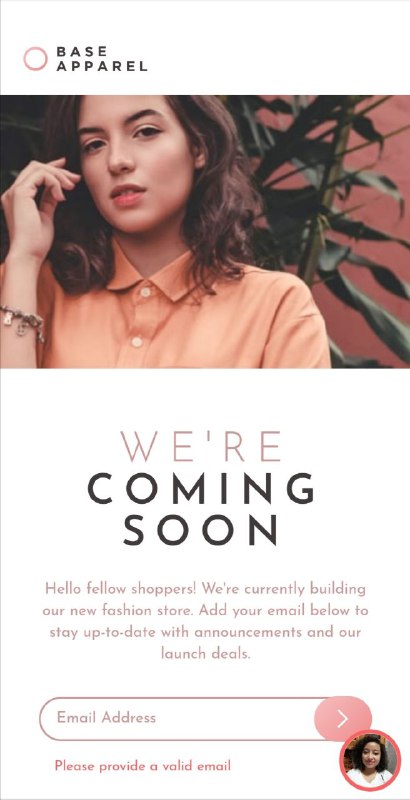 BASE
APPAREL
WE'RE
COMING
SOON
Hello fellow shoppers! We're currently building
our new fashion store. Add your email below to
stay up-to-date with announcements and our
launch deals.
Email Address
Please provide a valid email